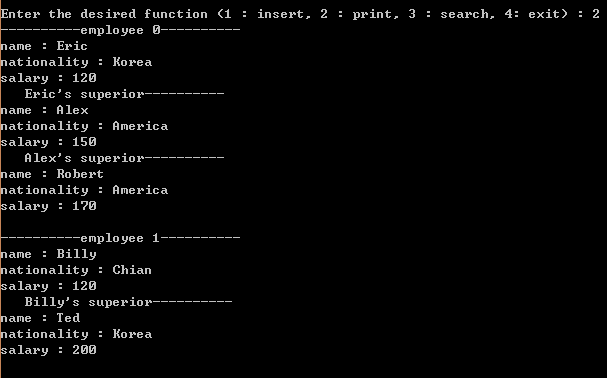 Enter the desired function (1 : insert, 2 : print, 3 : search, 4: exit) : 2
----------employee 0----------
name : Eric
nationality : Korea
salary : 120
   Eric's superior----------
name : Alex
nationality : America
salary : 150
   Alex's superior----------
name : Robert
nationality : America
salary : 170

----------employee 1----------
name : Billy
nationality : Chian
salary : 120
   Billy's superior----------
name : Ted
nationality : Korea
salary : 200